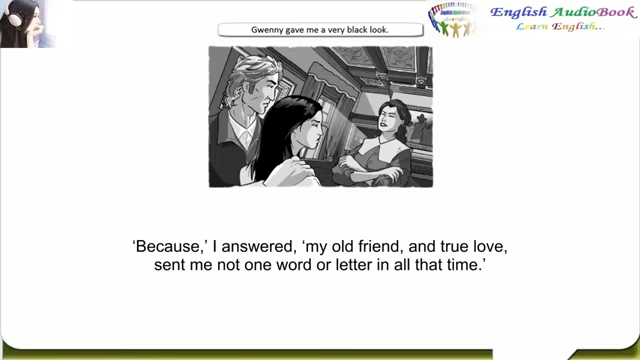 Gwenny gave me a very black look.
English AudioBook
Learn English...
‘Because,’ I answered, ‘my old friend, and true love,
sent me not one word or letter in all that time.’